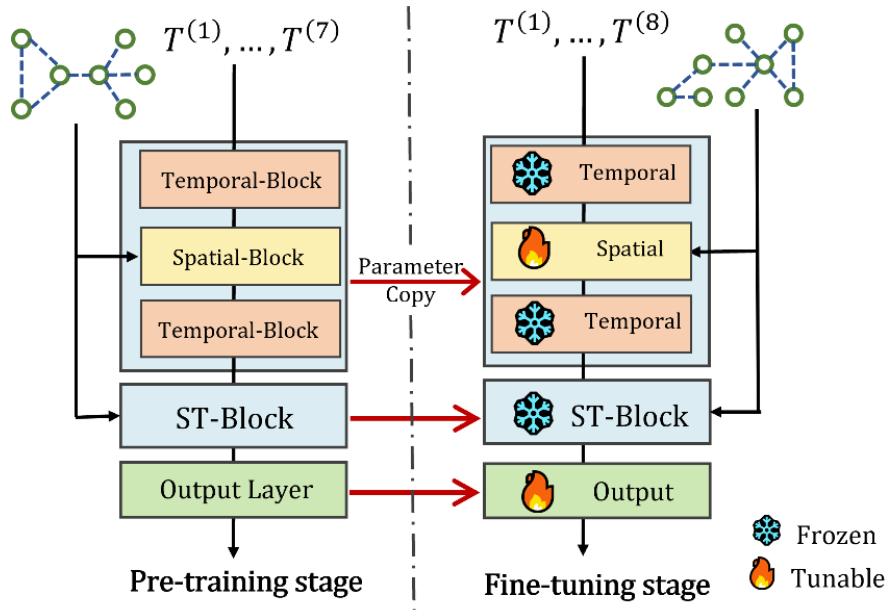 T^{(1)}, ..., T^{(7)}
Temporal-Block
Spatial-Block
Temporal-Block
ST-Block
Output Layer
Pre-training stage
Parameter
Copy
T^{(1)}, ..., T^{(8)}
Temporal
Spatial
Temporal
ST-Block
Output
Fine-tuning stage
Frozen
Tunable